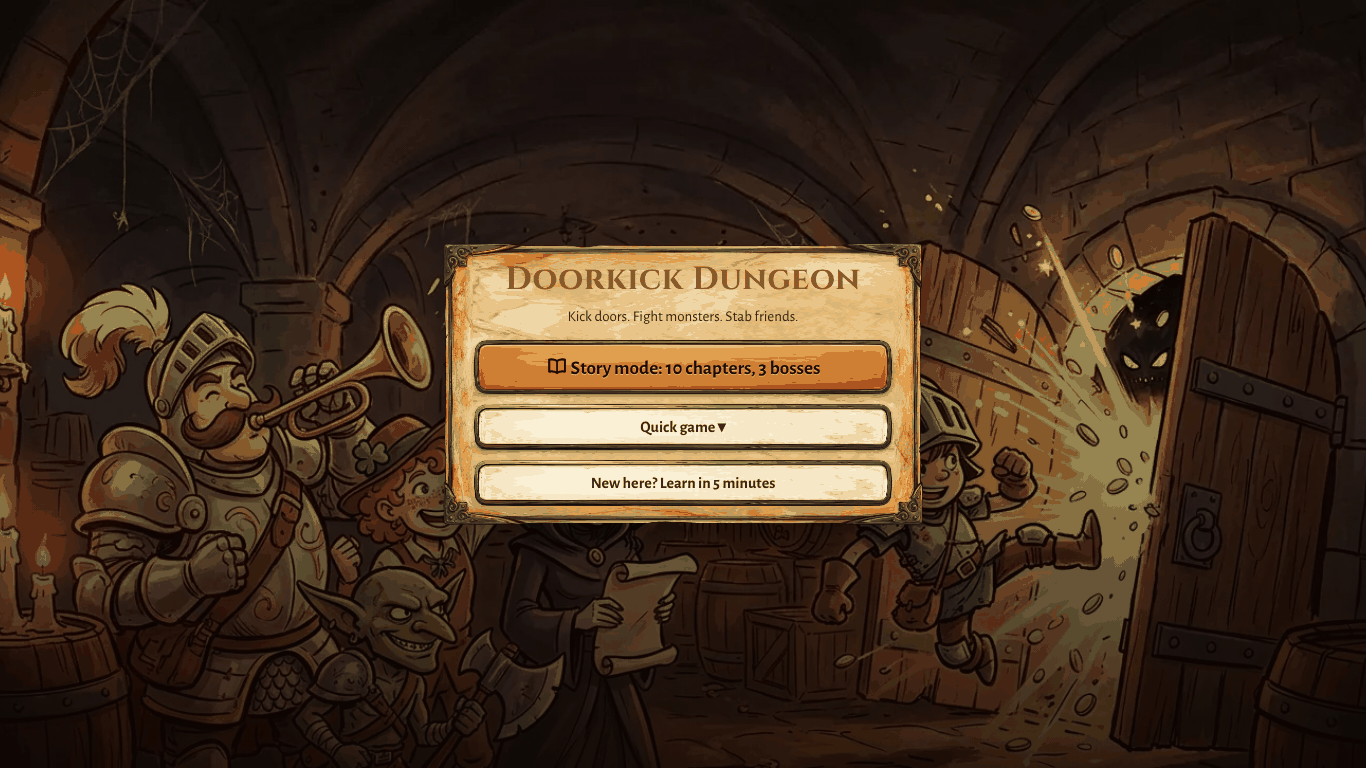 Doorkick Dungeon
Kick doors. Fight monsters. Stab friends.
Story mode: 10 chapters, 3 bosses
Quick game ▾
New here? Learn in 5 minutes